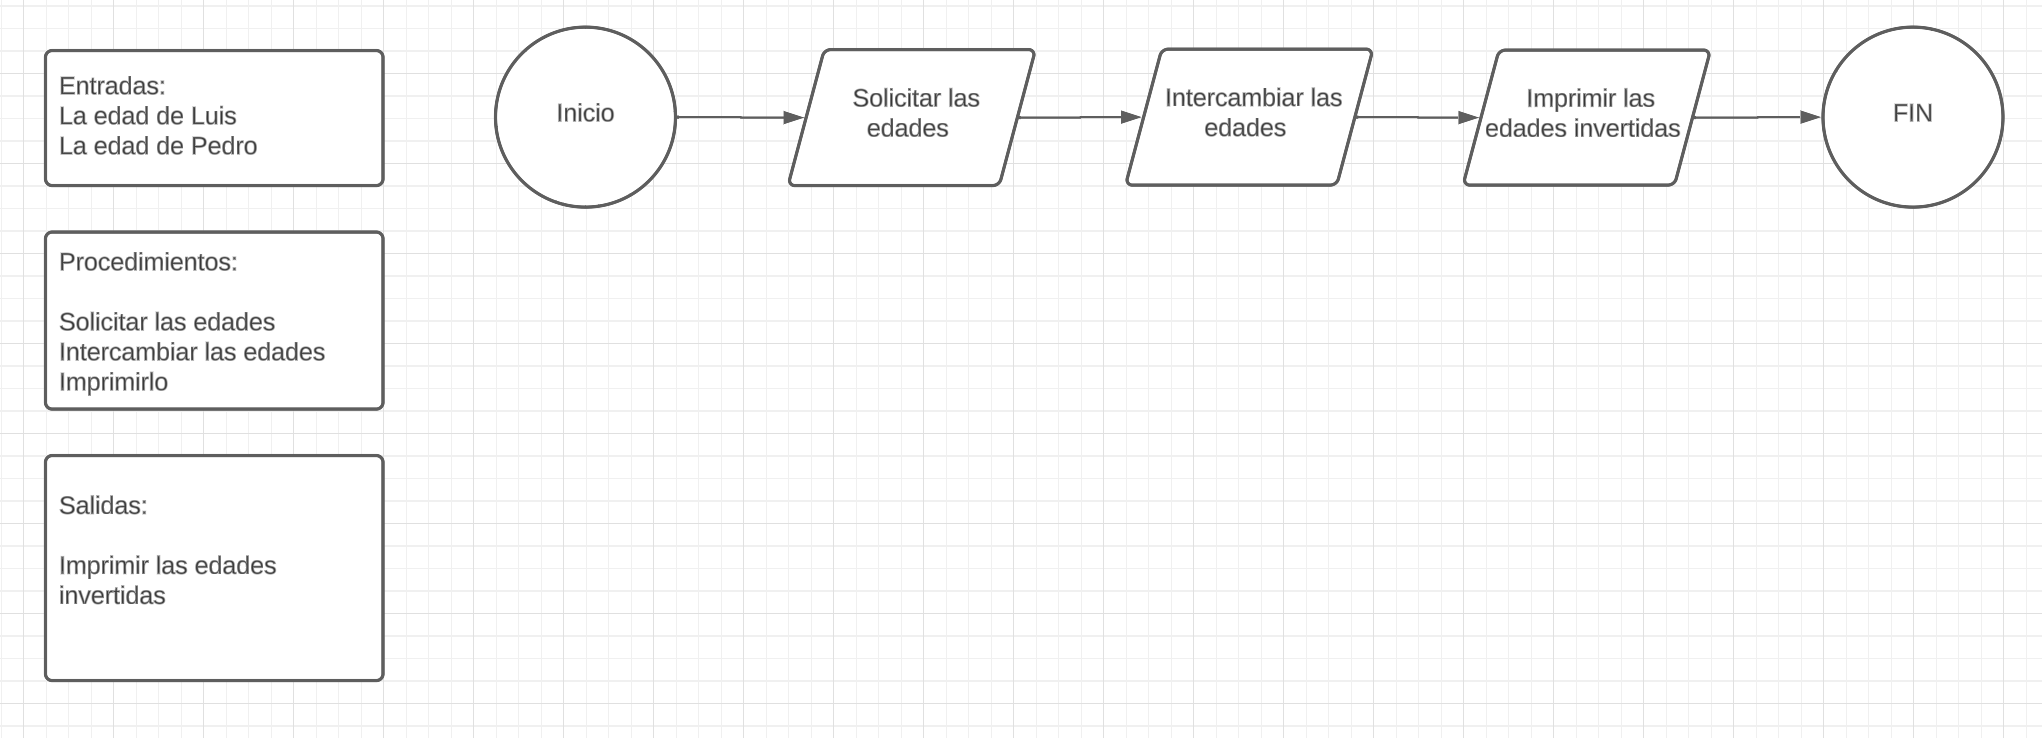 Entradas:
La edad de Luis
La edad de Pedro
Procedimientos:
Solicitar las edades
Intercambiar las edades
Imprimirlo
Salidas:
Imprimir las edades
invertidas
Inicio
Solicitar las
edades
Intercambiar las
edades
Imprimir las
edades invertidas
FIN